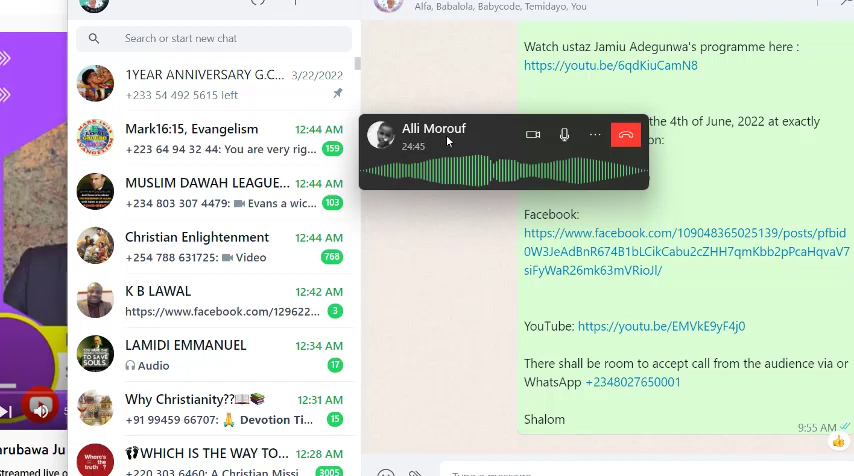 Alfa, Babalola, Babycode, Temidayo, You
Search or start new chat
1YEAR ANNIVERSARY G.C... 3/22/2022
+233 54 492 5615 left
Mark16:15, Evangelism 12:44 AM
+223 64 94 32 44: You are very rig... 159
MUSLIM DAWAH LEAGUE... 12:44 AM
+234 803 307 4479: Evans a wic... 103
Christian Enlightenment 12:44 AM
+254 788 631725: Video 768
K B LAWAL 12:42 AM
https://www.facebook.com/129622... 3
LAMIDI EMMANUEL 12:34 AM
Audio 17
Why Christianity?? 12:31 AM
+91 99459 66707: 🙏 Devotion Ti... 15
WHICH IS THE WAY TO... 12:28 AM
+220 303 6460: A Christian Missi 3005
Alli Morouf
24:45
Watch ustaz Jamiu Adegunwa's programme here :
https://youtu.be/6qdKiuCamN8
the 4th of June, 2022 at exactly
on:
Facebook:
https://www.facebook.com/109048365025139/posts/pfbid
0W3JeAdBnR674B1bLCikCabu2cZHH7qmKbb2pPcaHqvaV7
siFyWaR26mk63mVRioJl/
YouTube: https://youtu.be/EMVkE9yF4j0
There shall be room to accept call from the audience via or
WhatsApp +2348027650001
Shalom
9:55 AM
arubawa Ju
Streamed live o